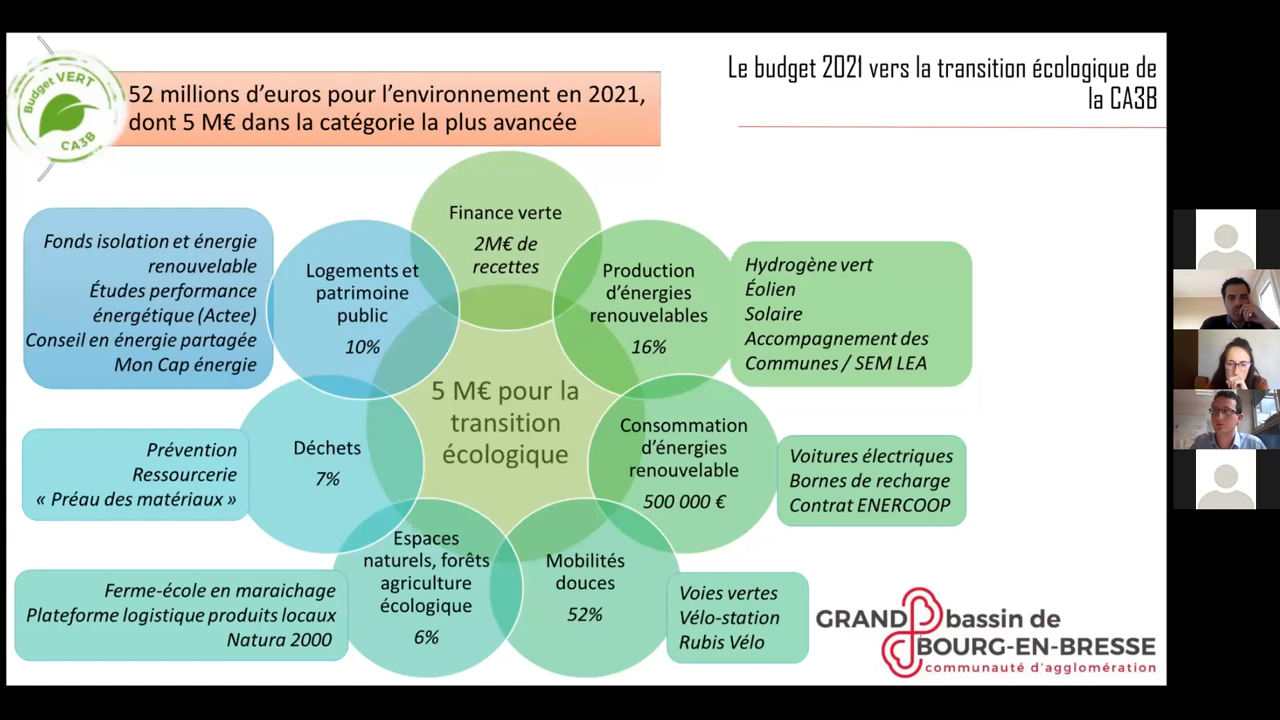 Le budget 2021 vers la transition écologique de
la CA3B
Budget VERT
CA3B
52 millions d’euros pour l’environnement en 2021,
dont 5 M€ dans la catégorie la plus avancée
Finance verte
2M€ de
recettes
Fonds isolation et énergie
renouvelable
Études performance
énergétique (Actee)
Conseil en énergie partagée
Mon Cap énergie
Logements et
patrimoine
public
10%
Production
d’énergies
renouvelables
16%
Hydrogène vert
Éolien
Solaire
Accompagnement des
Communes / SEM LEA
5 M€ pour la
transition
écologique
Prévention
Ressourcerie
« Préau des matériaux »
Déchets
7%
Consommation
d’énergies
renouvelable
500 000 €
Voitures électriques
Bornes de recharge
Contrat ENERCOOP
Ferme-école en maraichage
Plateforme logistique produits locaux
Natura 2000
Espaces
naturels, forêts
agriculture
écologique
6%
Mobilités
douces
52%
Voies vertes
Vélo-station
Rubis Vélo
GRAND bassin de
BOURG-EN-BRESSE
communauté d'agglomération